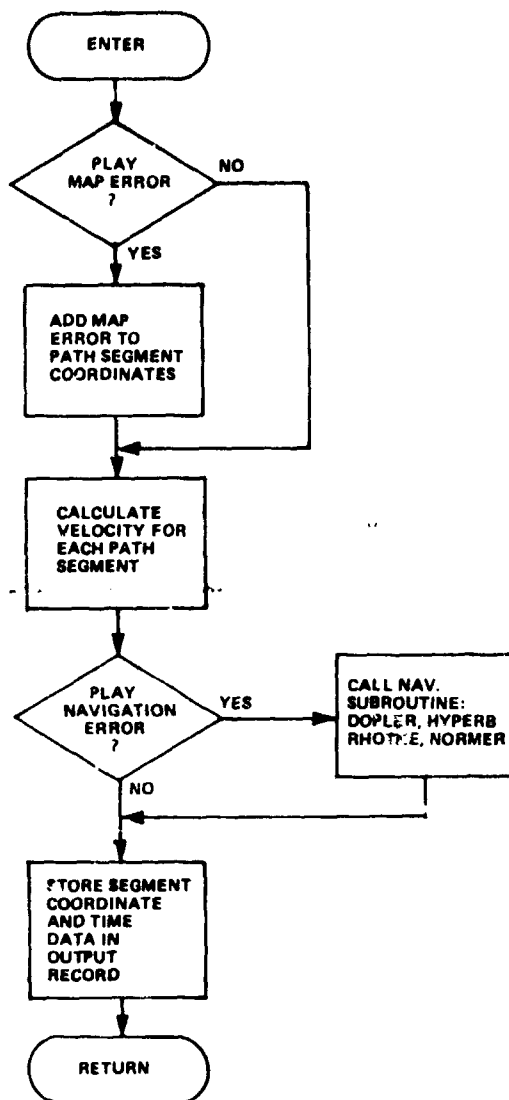 ENTER
PLAY
MAP ERROR
?
NO
YES
ADD MAP
ERROR TO
PATH SEGMENT
COORDINATES
CALCULATE
VELOCITY FOR
EACH PATH
SEGMENT
PLAY
NAVIGATION
ERROR
?
YES
CALL NAV.
SUBROUTINE:
DOPLER, HYPERB
NORMER
NO
STORE SEGMENT
COORDINATE
AND TIME
DATA IN
OUTPUT
RECORD
RETURN